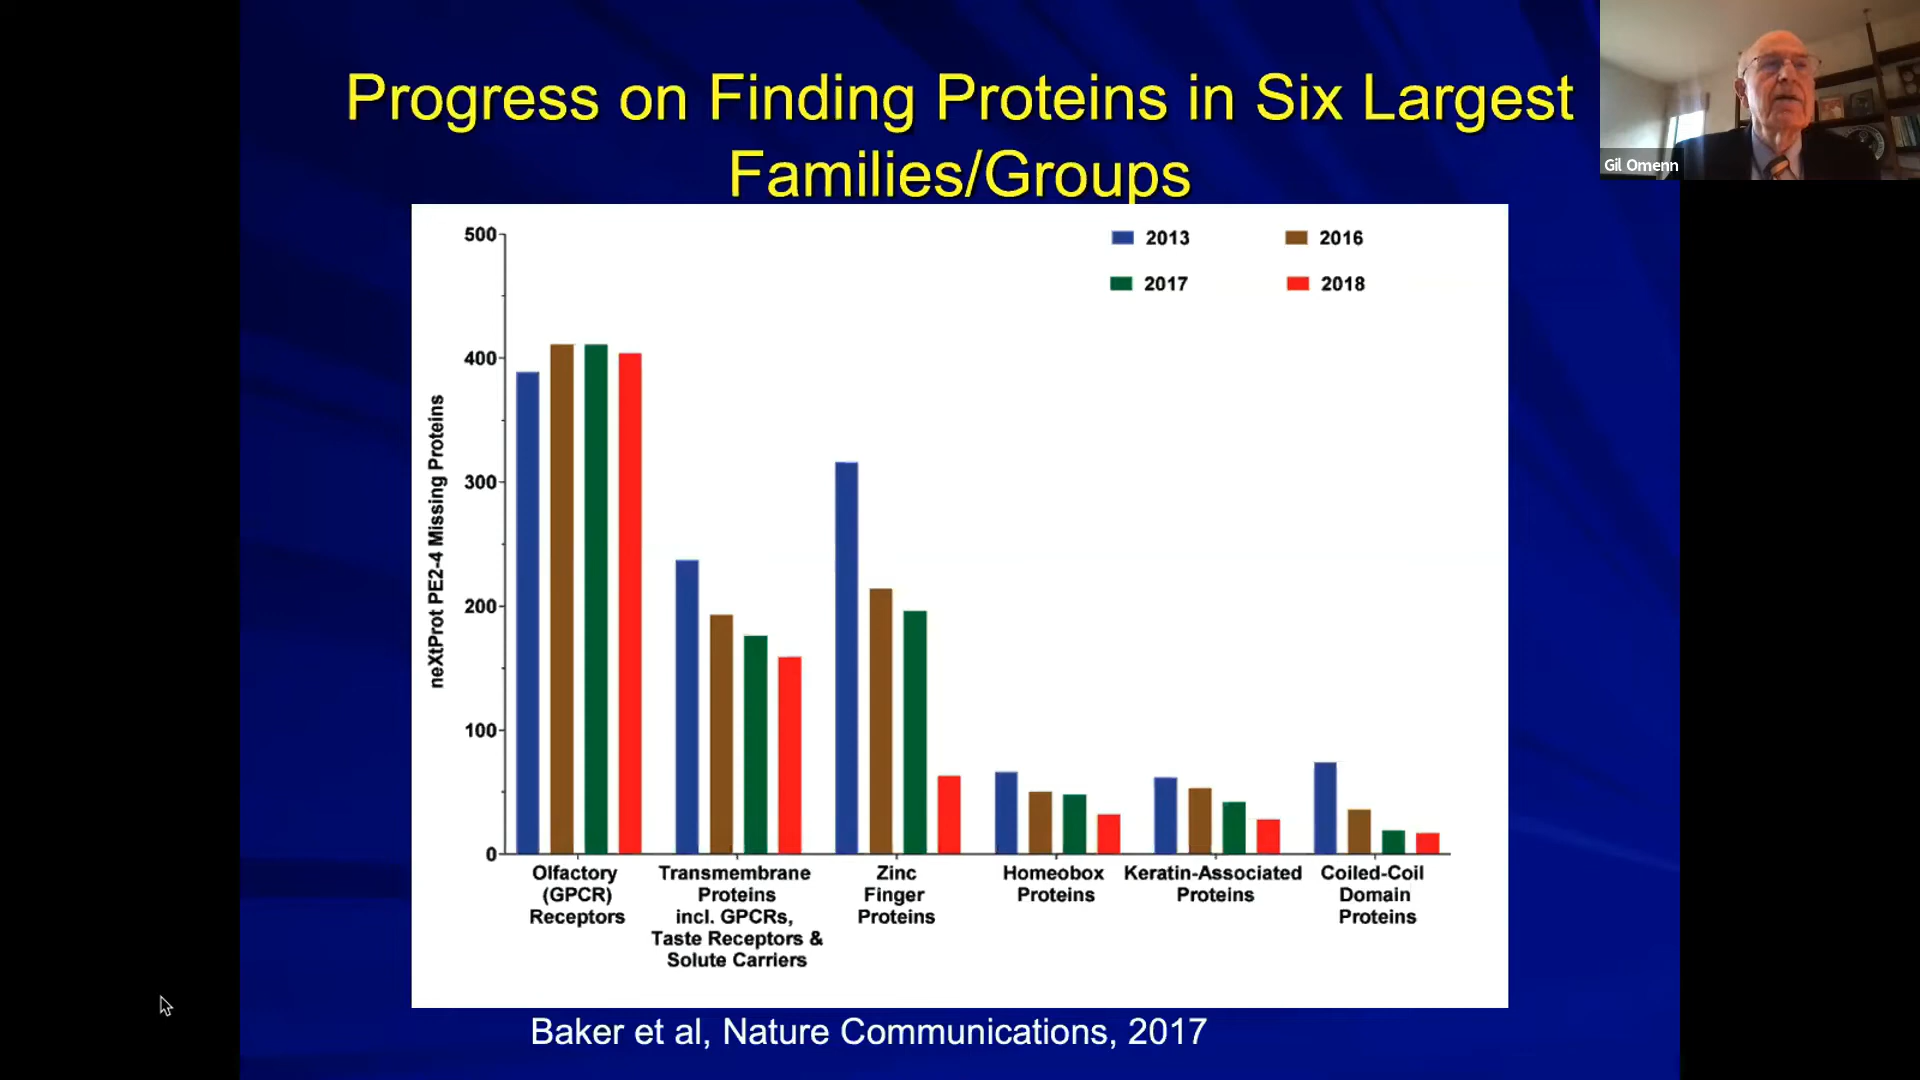 Progress on Finding Proteins in Six Largest
Families/Groups
Gil Omenn
2013
2016
2017
2018
neXtProt PE2-4 Missing Proteins
500
400
300
200
100
0
Olfactory
(GPCR)
Receptors
Transmembrane
Proteins
incl. GPCRs,
Taste Receptors &
Solute Carriers
Zinc
Finger
Proteins
Homeobox
Proteins
Keratin-Associated
Proteins
Coiled-Coil
Domain
Proteins
Baker et al, Nature Communications, 2017